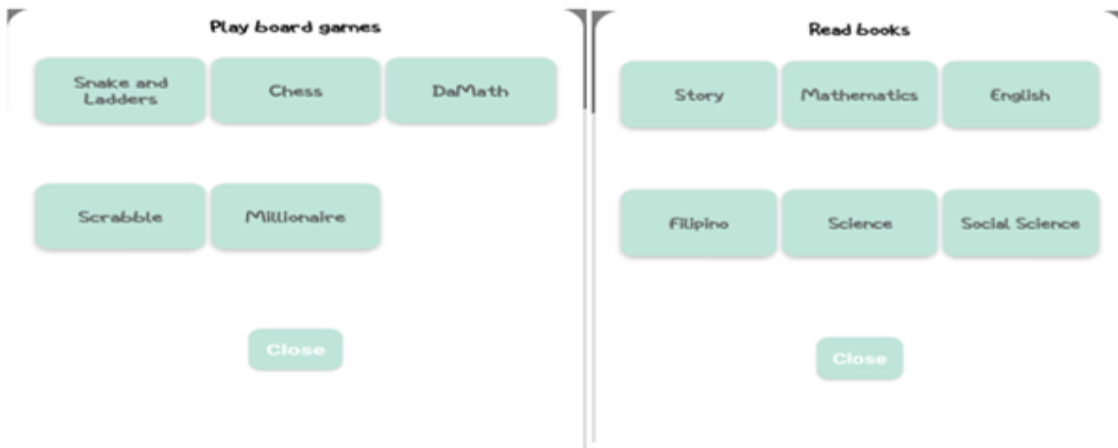 Play board games
Snake and
Ladders
Chess
DaMath
Scrabble
Millionaire
Close
Read books
Story
Mathematics
English
Filipino
Science
Social Science
Close